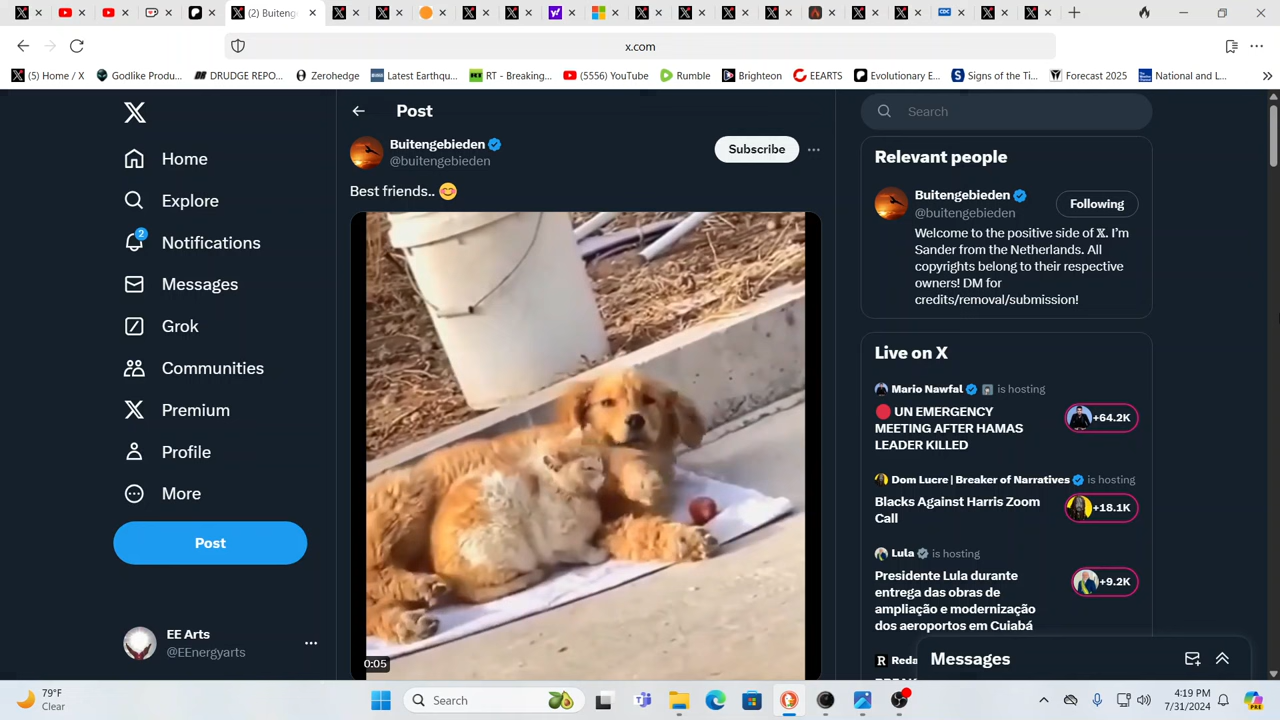 (2) Buiteng
CDC
x.com
(5) Home / X
Godlike Produ...
DRUDGE REPO...
Zerohedge
Latest Earthqu...
RT - Breaking...
(5556) YouTube
Rumble
Brighteon
EEARTS
Evolutionary E...
Signs of the Ti...
Forecast 2025
National and L...
Home
Explore
2
Notifications
Messages
Grok
Communities
Premium
Profile
More
Post
EE Arts
@EEnergyarts
Post
Buitengebieden
@buitengebieden
Subscribe
Best friends.. 😊
0:05
Search
Relevant people
Buitengebieden
@buitengebieden
Following
Welcome to the positive side of 𝕏. I'm
Sander from the Netherlands. All
copyrights belong to their respective
owners! DM for
credits/removal/submission!
Live on X
Mario Nawfal is hosting
🔴 UN EMERGENCY
MEETING AFTER HAMAS
LEADER KILLED
+64.2K
Dom Lucre | Breaker of Narratives is hosting
Blacks Against Harris Zoom
Call
+18.1K
Lula is hosting
Presidente Lula durante
entrega das obras de
ampliação e modernização
dos aeroportos em Cuiabá
+9.2K
Reda
Messages
79°F
Clear
Search
4:19 PM
7/31/2024
PRE